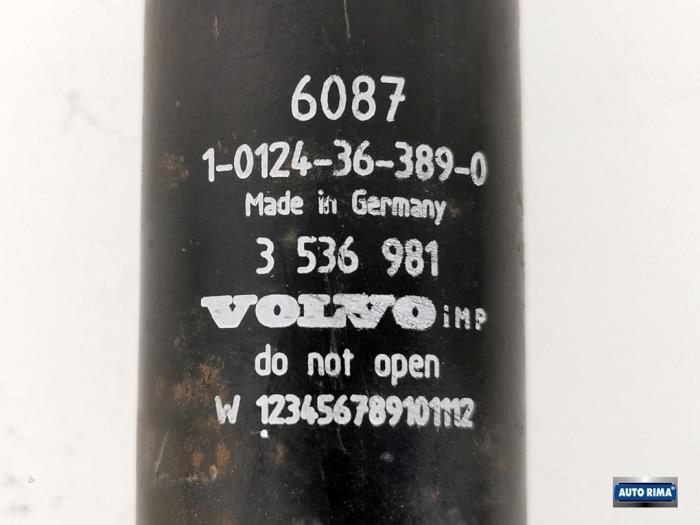 6087
1-0124-36-389-0
Made in Germany
3 536 981
VOLVO iMP
do not open
W 123456789101112
AUTO RIMA